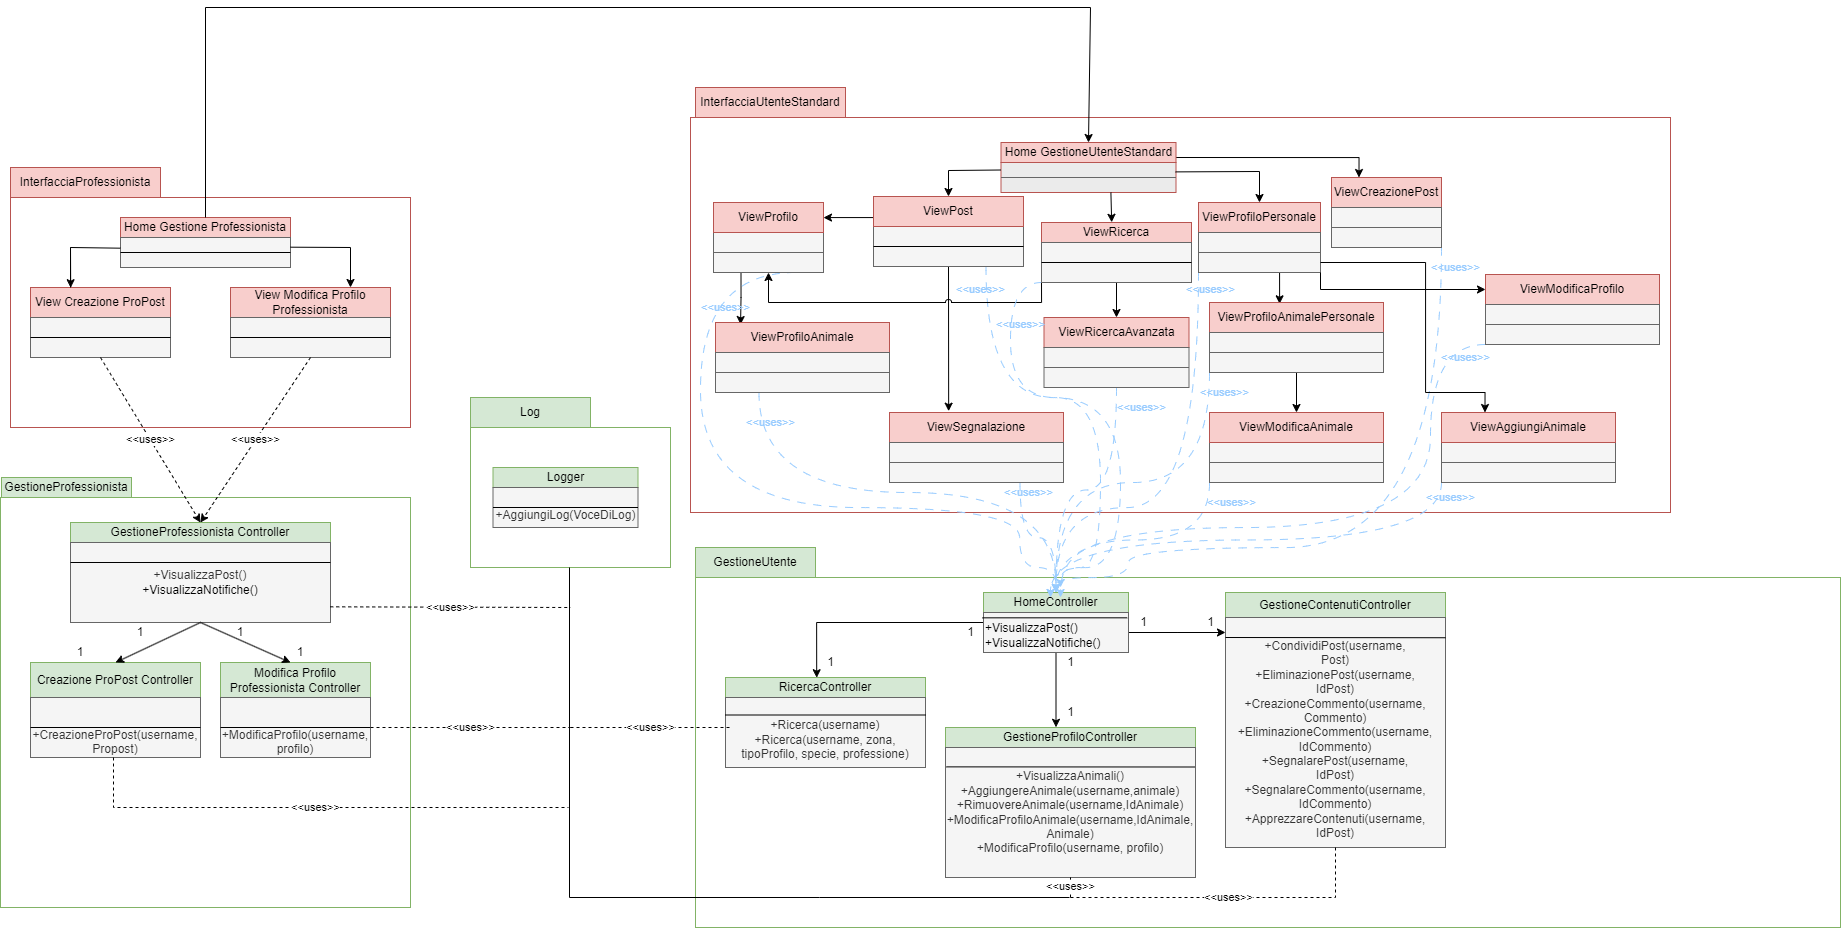 InterfacciaUtenteStandard
Home GestioneUtenteStandard
ViewCreazionePost
ViewProfilo
ViewPost
ViewRicerca
ViewProfiloPersonale
<<uses>>
<<uses>>
<<uses>>
<<uses>>
<<uses>>
ViewModificaProfilo
ViewProfiloAnimale
ViewRicercaAvanzata
ViewProfiloAnimalePersonale
<<uses>>
<<uses>>
<<uses>>
<<uses>>
ViewSegnalazione
ViewModificaAnimale
ViewAggiungiAnimale
<<uses>>
<<uses>>
<<uses>>
InterfacciaProfessionista
Home Gestione Professionista
View Creazione ProPost
View Modifica Profilo
Professionista
<<uses>>
<<uses>>
GestioneProfessionista
GestioneProfessionista Controller
+VisualizzaPost()
+VisualizzaNotifiche()
<<uses>>
1
1
1
1
Creazione ProPost Controller
+CreazioneProPost(username,
Propost)
Modifica Profilo
Professionista Controller
+ModificaProfilo(username,
profilo)
<<uses>>
<<uses>>
<<uses>>
Log
Logger
+AggiungiLog(VoceDiLog)
GestioneUtente
HomeController
+VisualizzaPost()
+VisualizzaNotifiche()
1
1
1
1
1
1
RicercaController
+Ricerca(username)
+Ricerca(username, zona,
tipoProfilo, specie, professione)
GestioneProfiloController
+VisualizzaAnimali()
+AggiungereAnimale(username,animale)
+RimuovereAnimale(username,IdAnimale)
+ModificaProfiloAnimale(username,IdAnimale,
Animale)
+ModificaProfilo(username, profilo)
<<uses>>
GestioneContenutiController
+CondividiPost(username,
Post)
+EliminazionePost(username,
IdPost)
+CreazioneCommento(username,
Commento)
+EliminazioneCommento(username,
IdCommento)
+SegnalarePost(username,
IdPost)
+SegnalareCommento(username,
IdCommento)
+ApprezzareContenuti(username,
IdPost)
<<uses>>